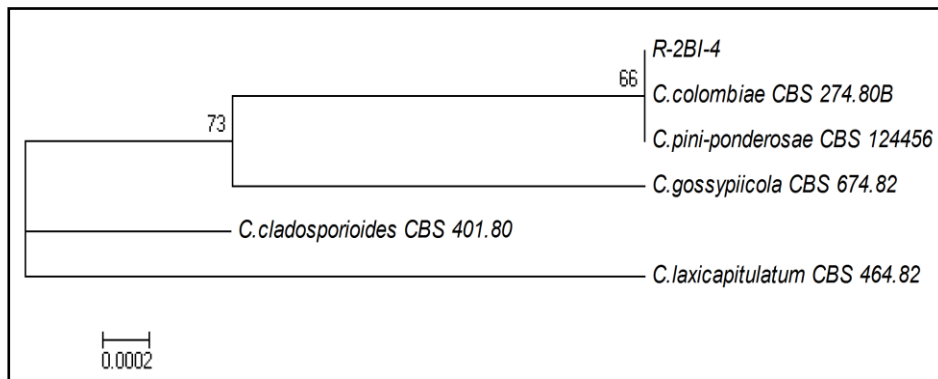 R-2BI-4
66
C.colombiae CBS 274.80B
73
C.pini-ponderosae CBS 124456
C.gossypiicola CBS 674.82
C.cladosporioides CBS 401.80
C.laxicapitulatum CBS 464.82
0.0002